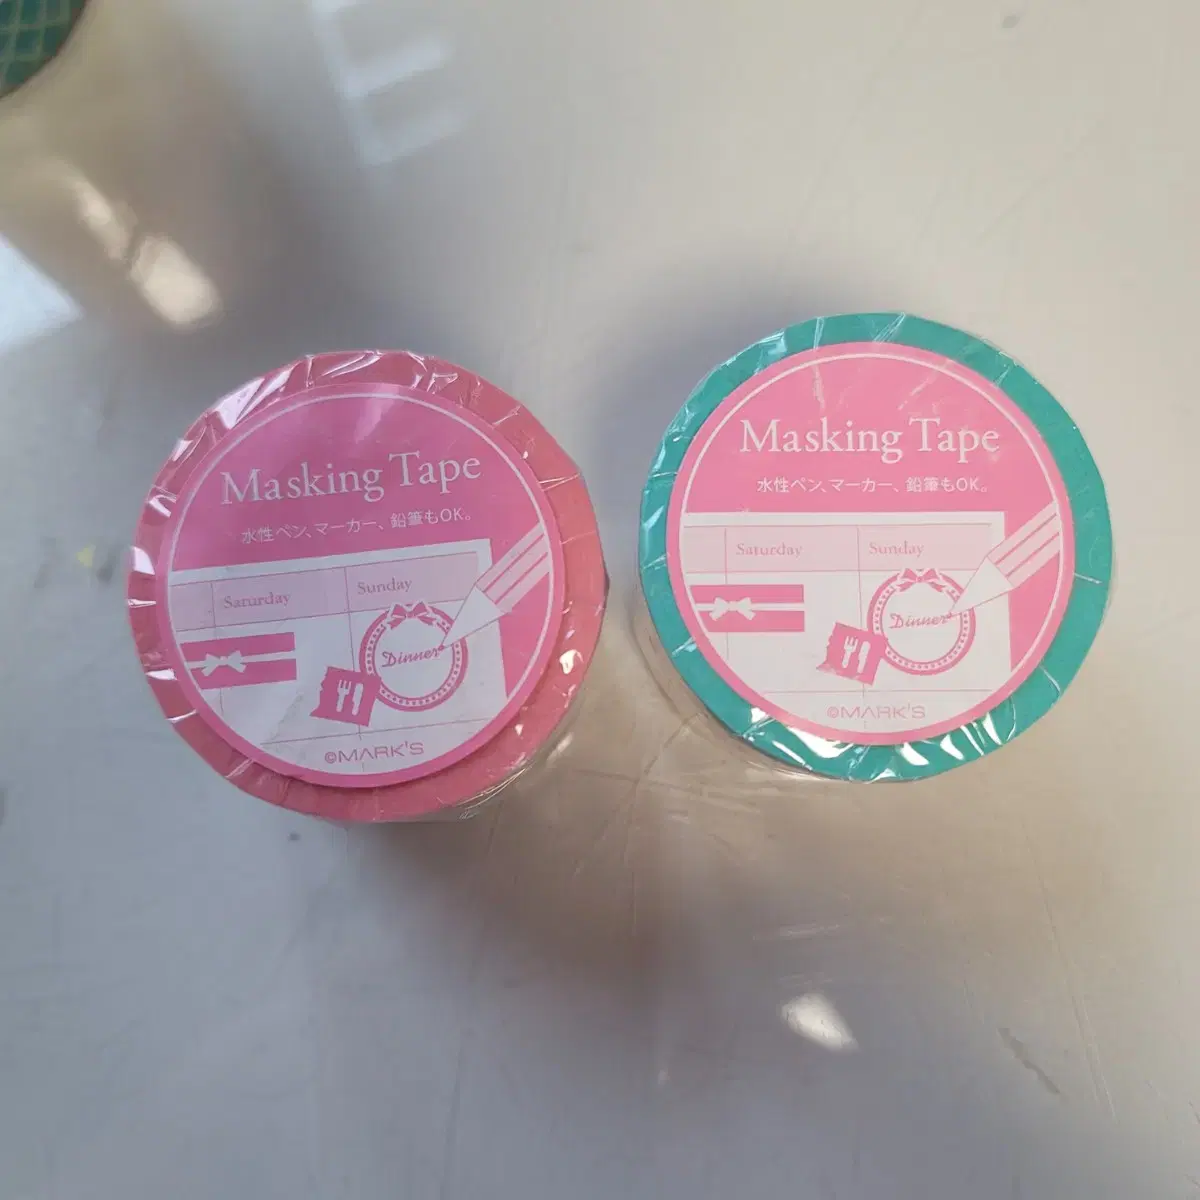 Masking Tape
水性ペン、マーカー、鉛筆もOK。
Saturday
Sunday
Dinner
©MARK'S
Masking Tape
水性ペン、マーカー、鉛筆もOK。
Saturday
Sunday
Dinner
©MARK'S